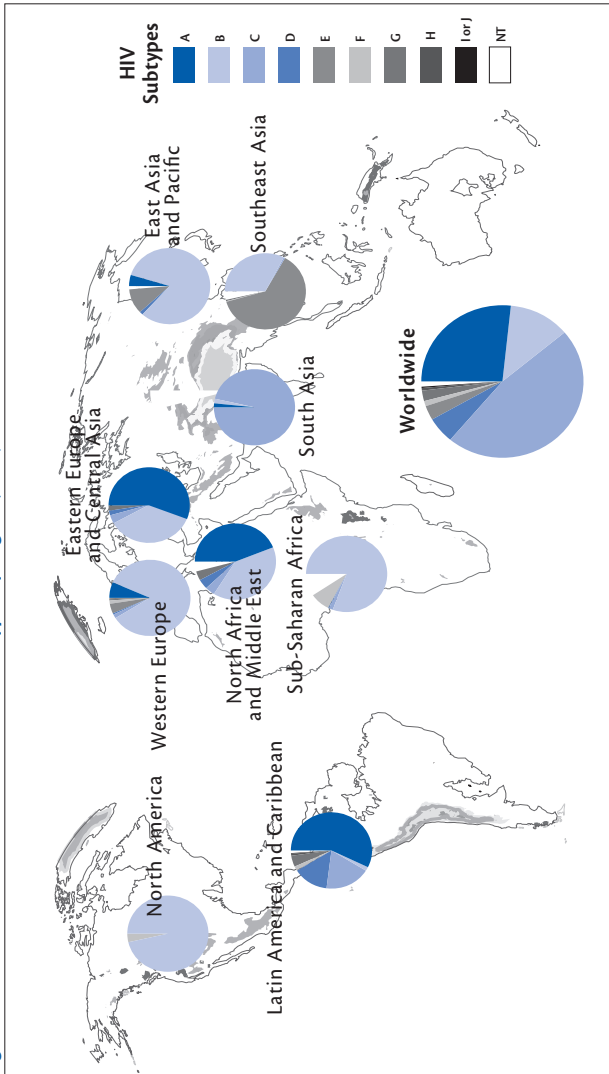 HIV
Subtypes
A
B
C
D
E
F
G
H
I or J
NT
North America
Latin America and Caribbean
Western Europe
Eastern Europe
and Central Asia
North Africa
and Middle East
Sub-Saharan Africa
South Asia
East Asia
and Pacific
Southeast Asia
Worldwide